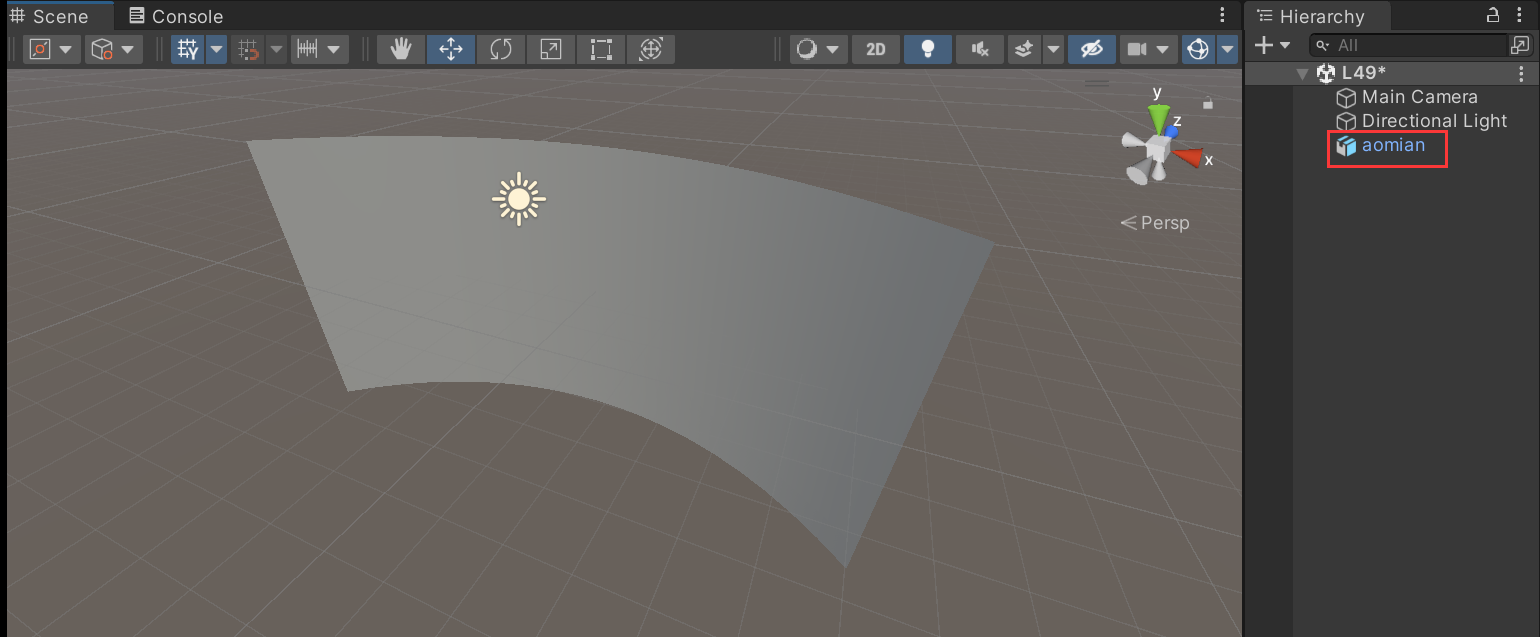 Scene
Console
Hierarchy
2D
All
L49*
Main Camera
Directional Light
aomian
y
z
x
Persp